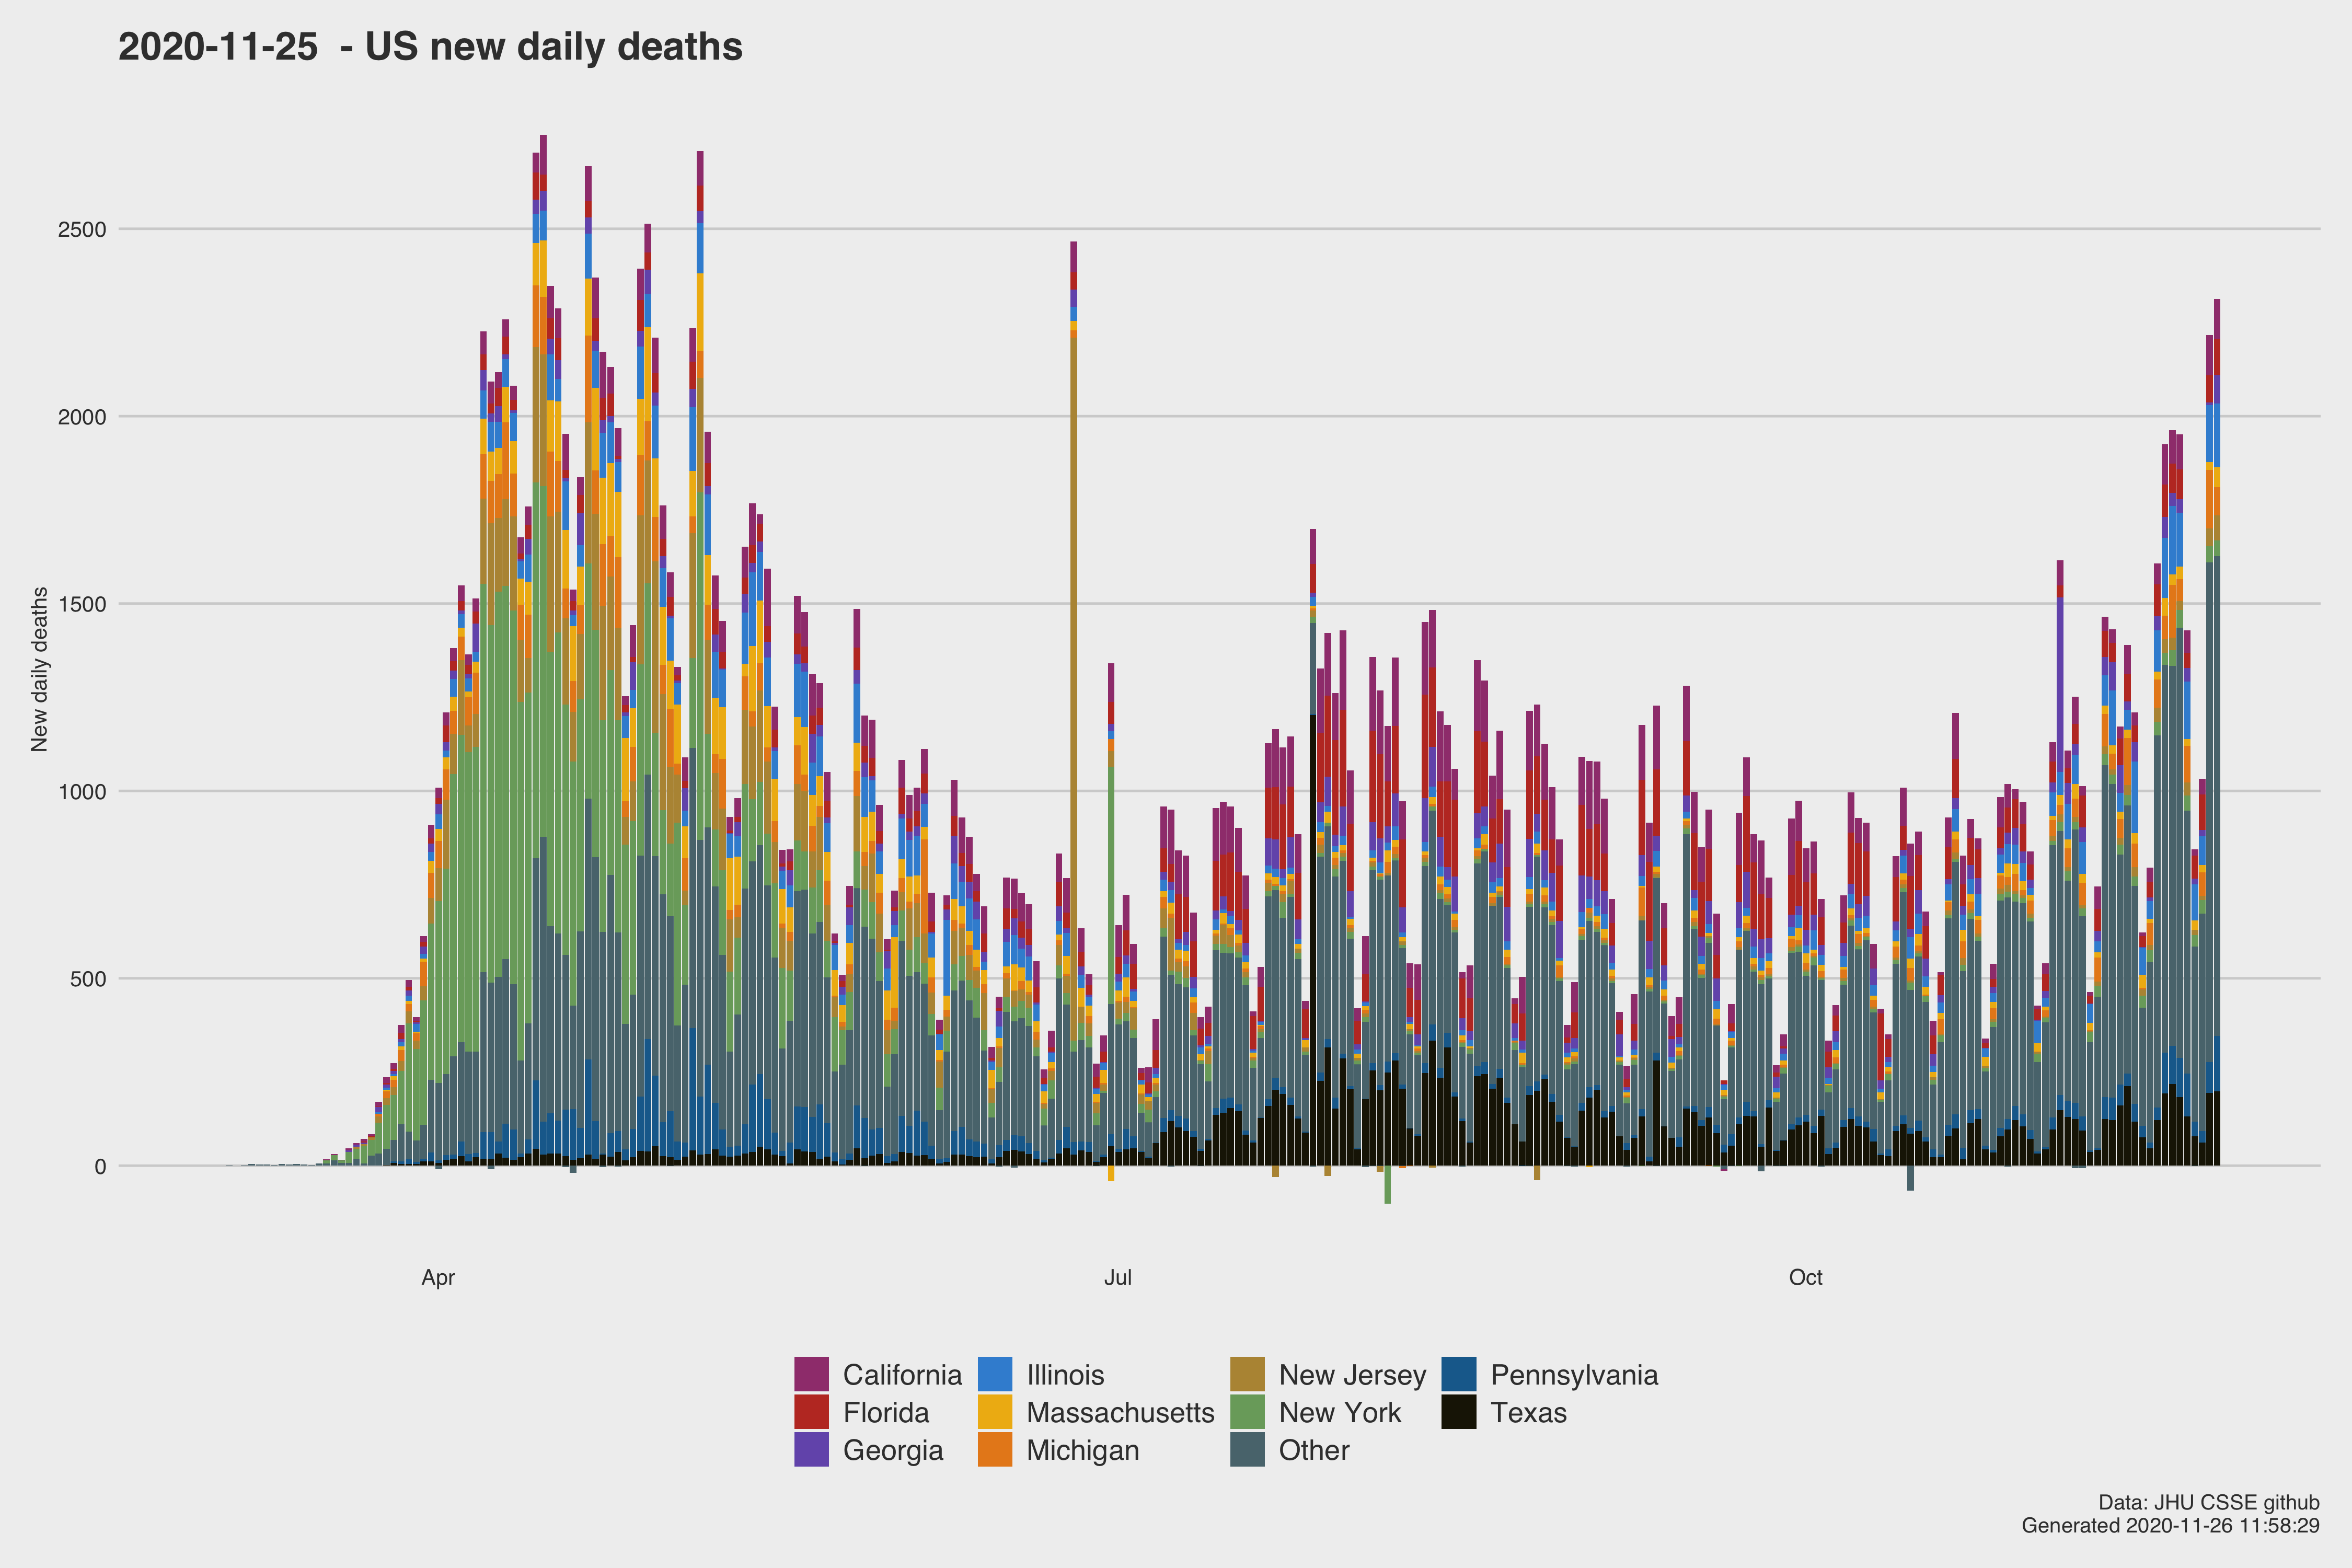 2020-11-25  - US new daily deaths
New daily deaths
2500
2000
1500
1000
500
0
Apr Jul Oct
California Illinois New Jersey Pennsylvania
Florida Massachusetts New York Texas
Georgia Michigan Other
Data: JHU CSSE github
Generated 2020-11-26 11:58:29